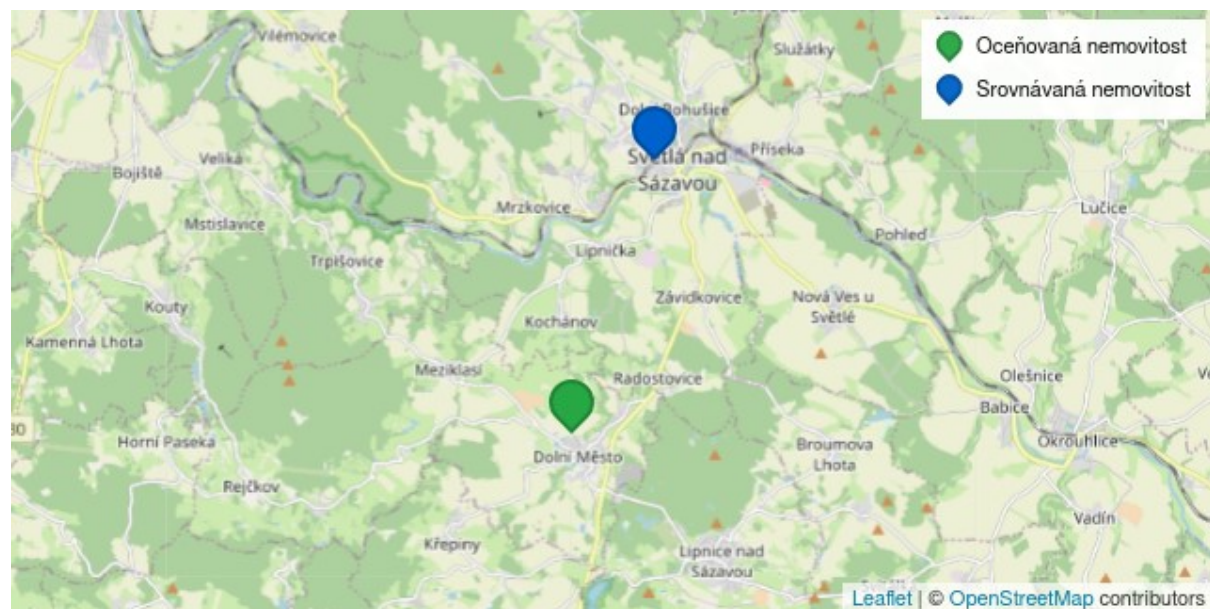 Vilémovice
Služátky
Oceňovaná nemovitost
Srovnávaná nemovitost
Dolní Bohušice
Světlá nad
Sázavou
Příseka
Veliká
Bojiště
Mstislavice
Mrzkovice
Lučice
Pohleď
Lipnička
Trpišovice
Závidkovice
Nová Ves u
Světlé
Kouty
Kochánov
Kamenná Lhota
Meziklasí
Radostovice
Olešnice
Babice
Horní Paseka
Dolní Město
Broumova
Lhota
Okrouhlice
Rejčkov
Vadín
Křepiny
Lipnice nad
Sázavou
Leaflet | © OpenStreetMap contributors